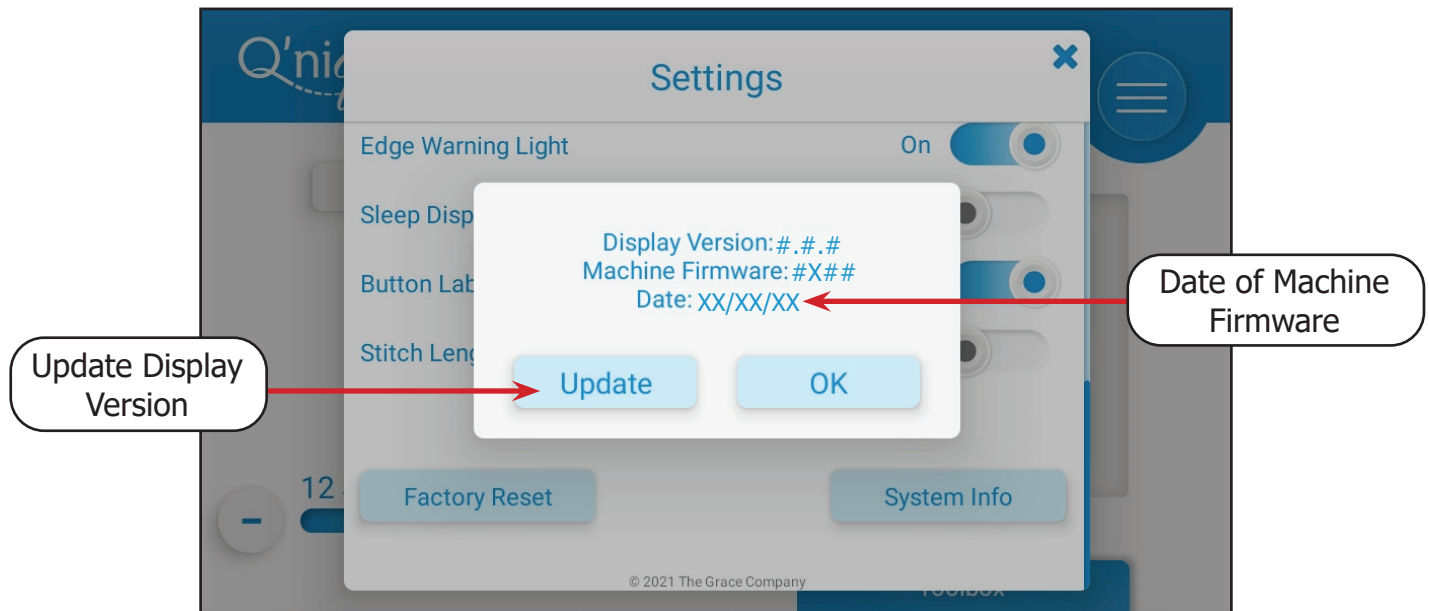 Q'ni
Settings
Edge Warning Light On
Sleep Disp
Display Version: #.#.#
Machine Firmware: #X##
Button Lab
Date: XX/XX/XX
Date of Machine
Firmware
Stitch Leng
Update Display
Version
Update OK
12
Factory Reset System Info
-
© 2021 The Grace Company
Toolbox